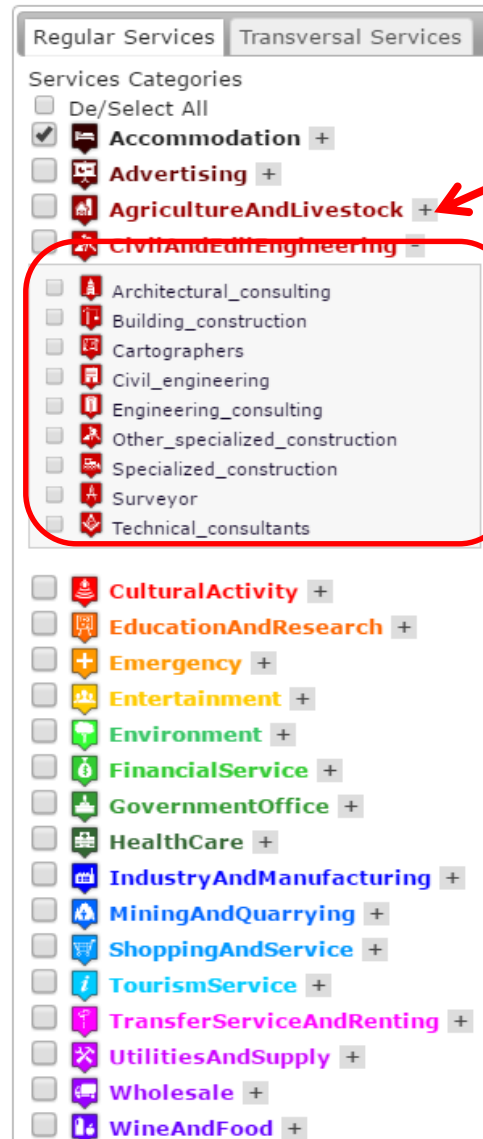 Regular Services Transversal Services
Services Categories
De/Select All
Accommodation +
Advertising +
AgricultureAndLivestock +
CivilAndEdilEngineering -
Architectural_consulting
Building_construction
Cartographers
Civil_engineering
Engineering_consulting
Other_specialized_construction
Specialized_construction
Surveyor
Technical_consultants
CulturalActivity +
EducationAndResearch +
Emergency +
Entertainment +
Environment +
FinancialService +
GovernmentOffice +
HealthCare +
IndustryAndManufacturing +
MiningAndQuarrying +
ShoppingAndService +
TourismService +
TransferServiceAndRenting +
UtilitiesAndSupply +
Wholesale +
WineAndFood +